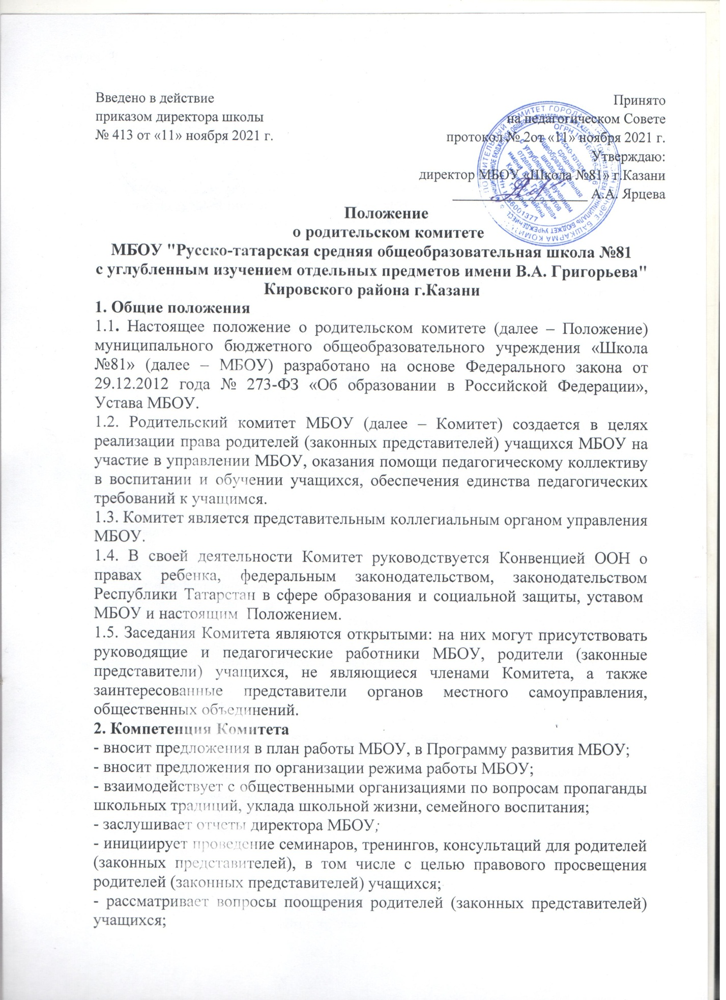 Введено в действие
приказом директора школы
№ 413 от «11» ноября 2021 г.
Принято
на педагогическом Совете
протокол № 2от «11» ноября 2021 г.
Утверждаю:
директор МБОУ «Школа №81» г.Казани
А.А. Ярцева
Положение
о родительском комитете
МБОУ "Русско-татарская средняя общеобразовательная школа №81
с углубленным изучением отдельных предметов имени В.А. Григорьева"
Кировского района г.Казани
1. Общие положения
1.1. Настоящее положение о родительском комитете (далее – Положение)
муниципального бюджетного общеобразовательного учреждения «Школа
№81» (далее – МБОУ) разработано на основе Федерального закона от
29.12.2012 года № 273-ФЗ «Об образовании в Российской Федерации»,
Устава МБОУ.
1.2. Родительский комитет МБОУ (далее – Комитет) создается в целях
реализации права родителей (законных представителей) учащихся МБОУ на
участие в управлении МБОУ, оказания помощи педагогическому коллективу
в воспитании и обучении учащихся, обеспечения единства педагогических
требований к учащимся.
1.3. Комитет является представительным коллегиальным органом управления
МБОУ.
1.4. В своей деятельности Комитет руководствуется Конвенцией ООН о
правах ребенка, федеральным законодательством, законодательством
Республики Татарстан в сфере образования и социальной защиты, уставом
МБОУ и настоящим Положением.
1.5. Заседания Комитета являются открытыми: на них могут присутствовать
руководящие и педагогические работники МБОУ, родители (законные
представители) учащихся, не являющиеся членами Комитета, а также
заинтересованные представители органов местного самоуправления,
общественных объединений.
2. Компетенция Комитета
- вносит предложения в план работы МБОУ, в Программу развития МБОУ;
- вносит предложения по организации режима работы МБОУ;
- взаимодействует с общественными организациями по вопросам пропаганды
школьных традиций, уклада школьной жизни, семейного воспитания;
- заслушивает отчеты директора МБОУ;
- инициирует проведение семинаров, тренингов, консультаций для родителей
(законных представителей), в том числе с целью правового просвещения
родителей (законных представителей) учащихся;
- рассматривает вопросы поощрения родителей (законных представителей)
учащихся;